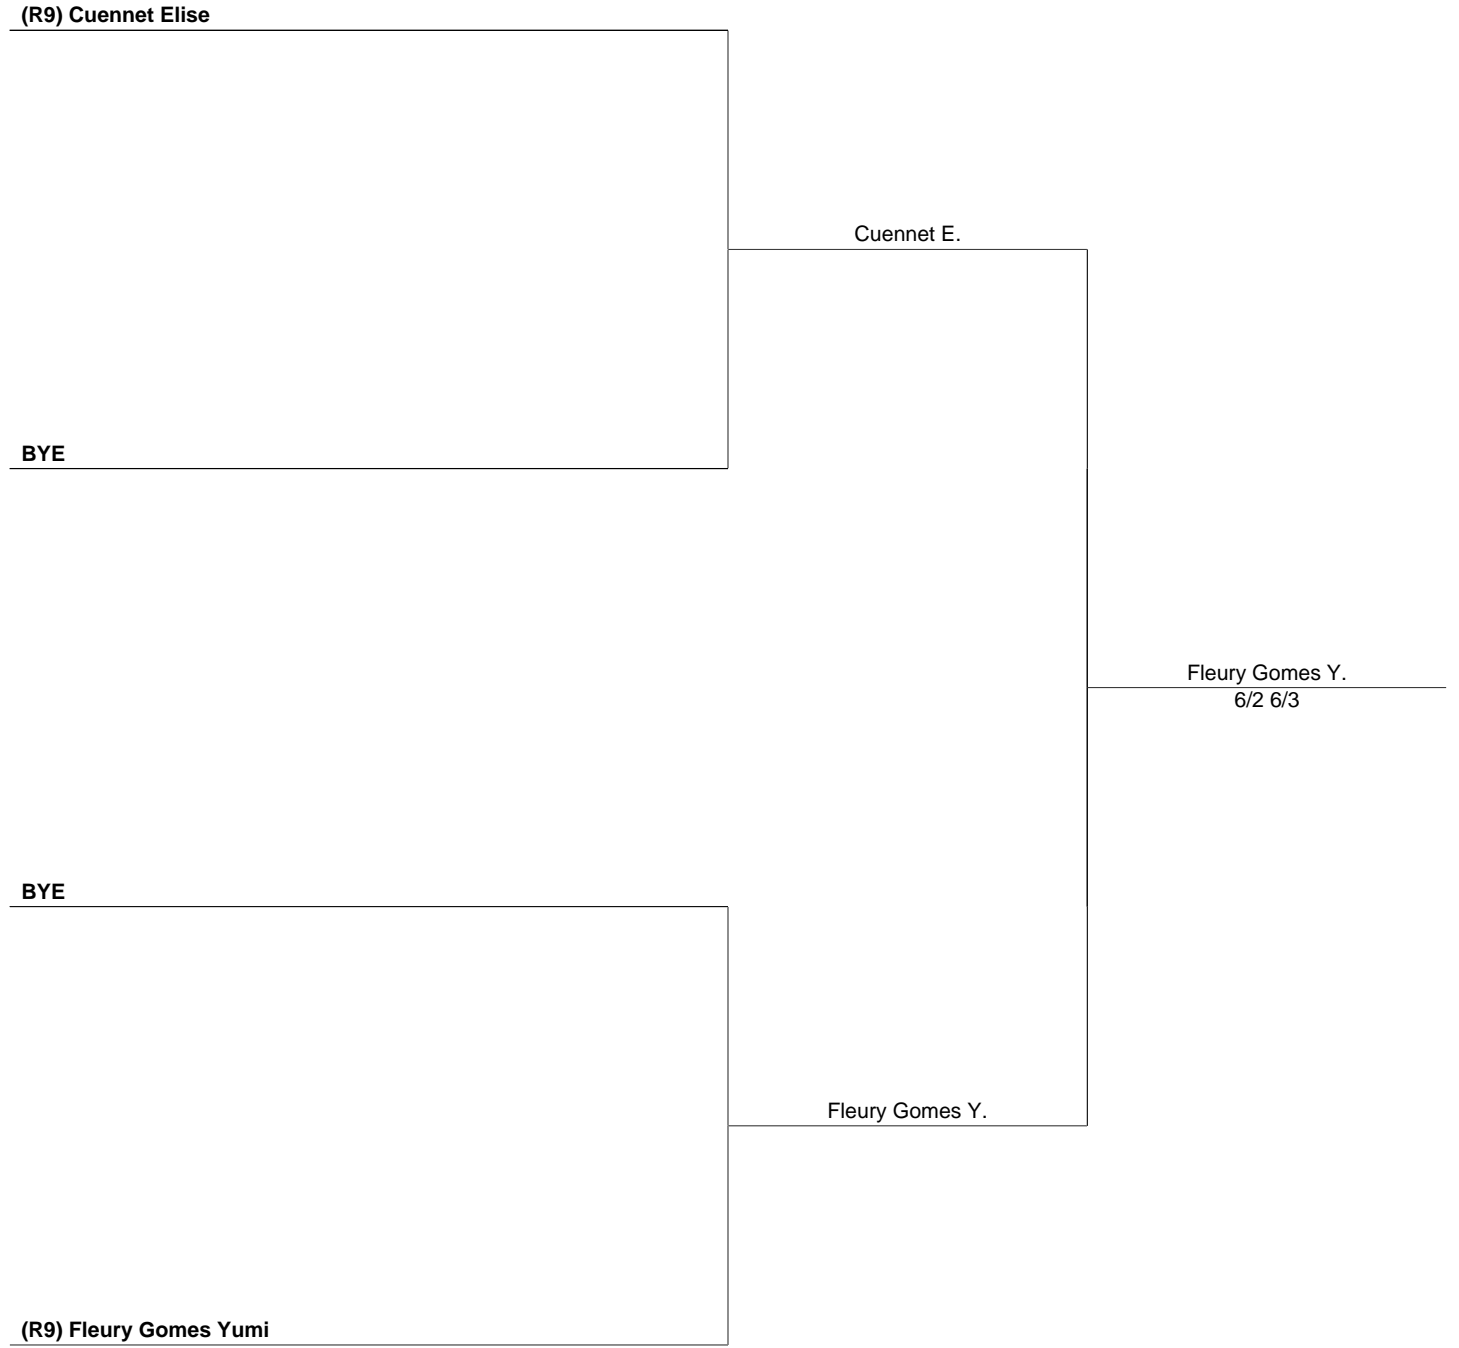 (R9) Cuennet Elise
Cuennet E.
BYE
Fleury Gomes Y.
6/2 6/3
BYE
Fleury Gomes Y.
(R9) Fleury Gomes Yumi